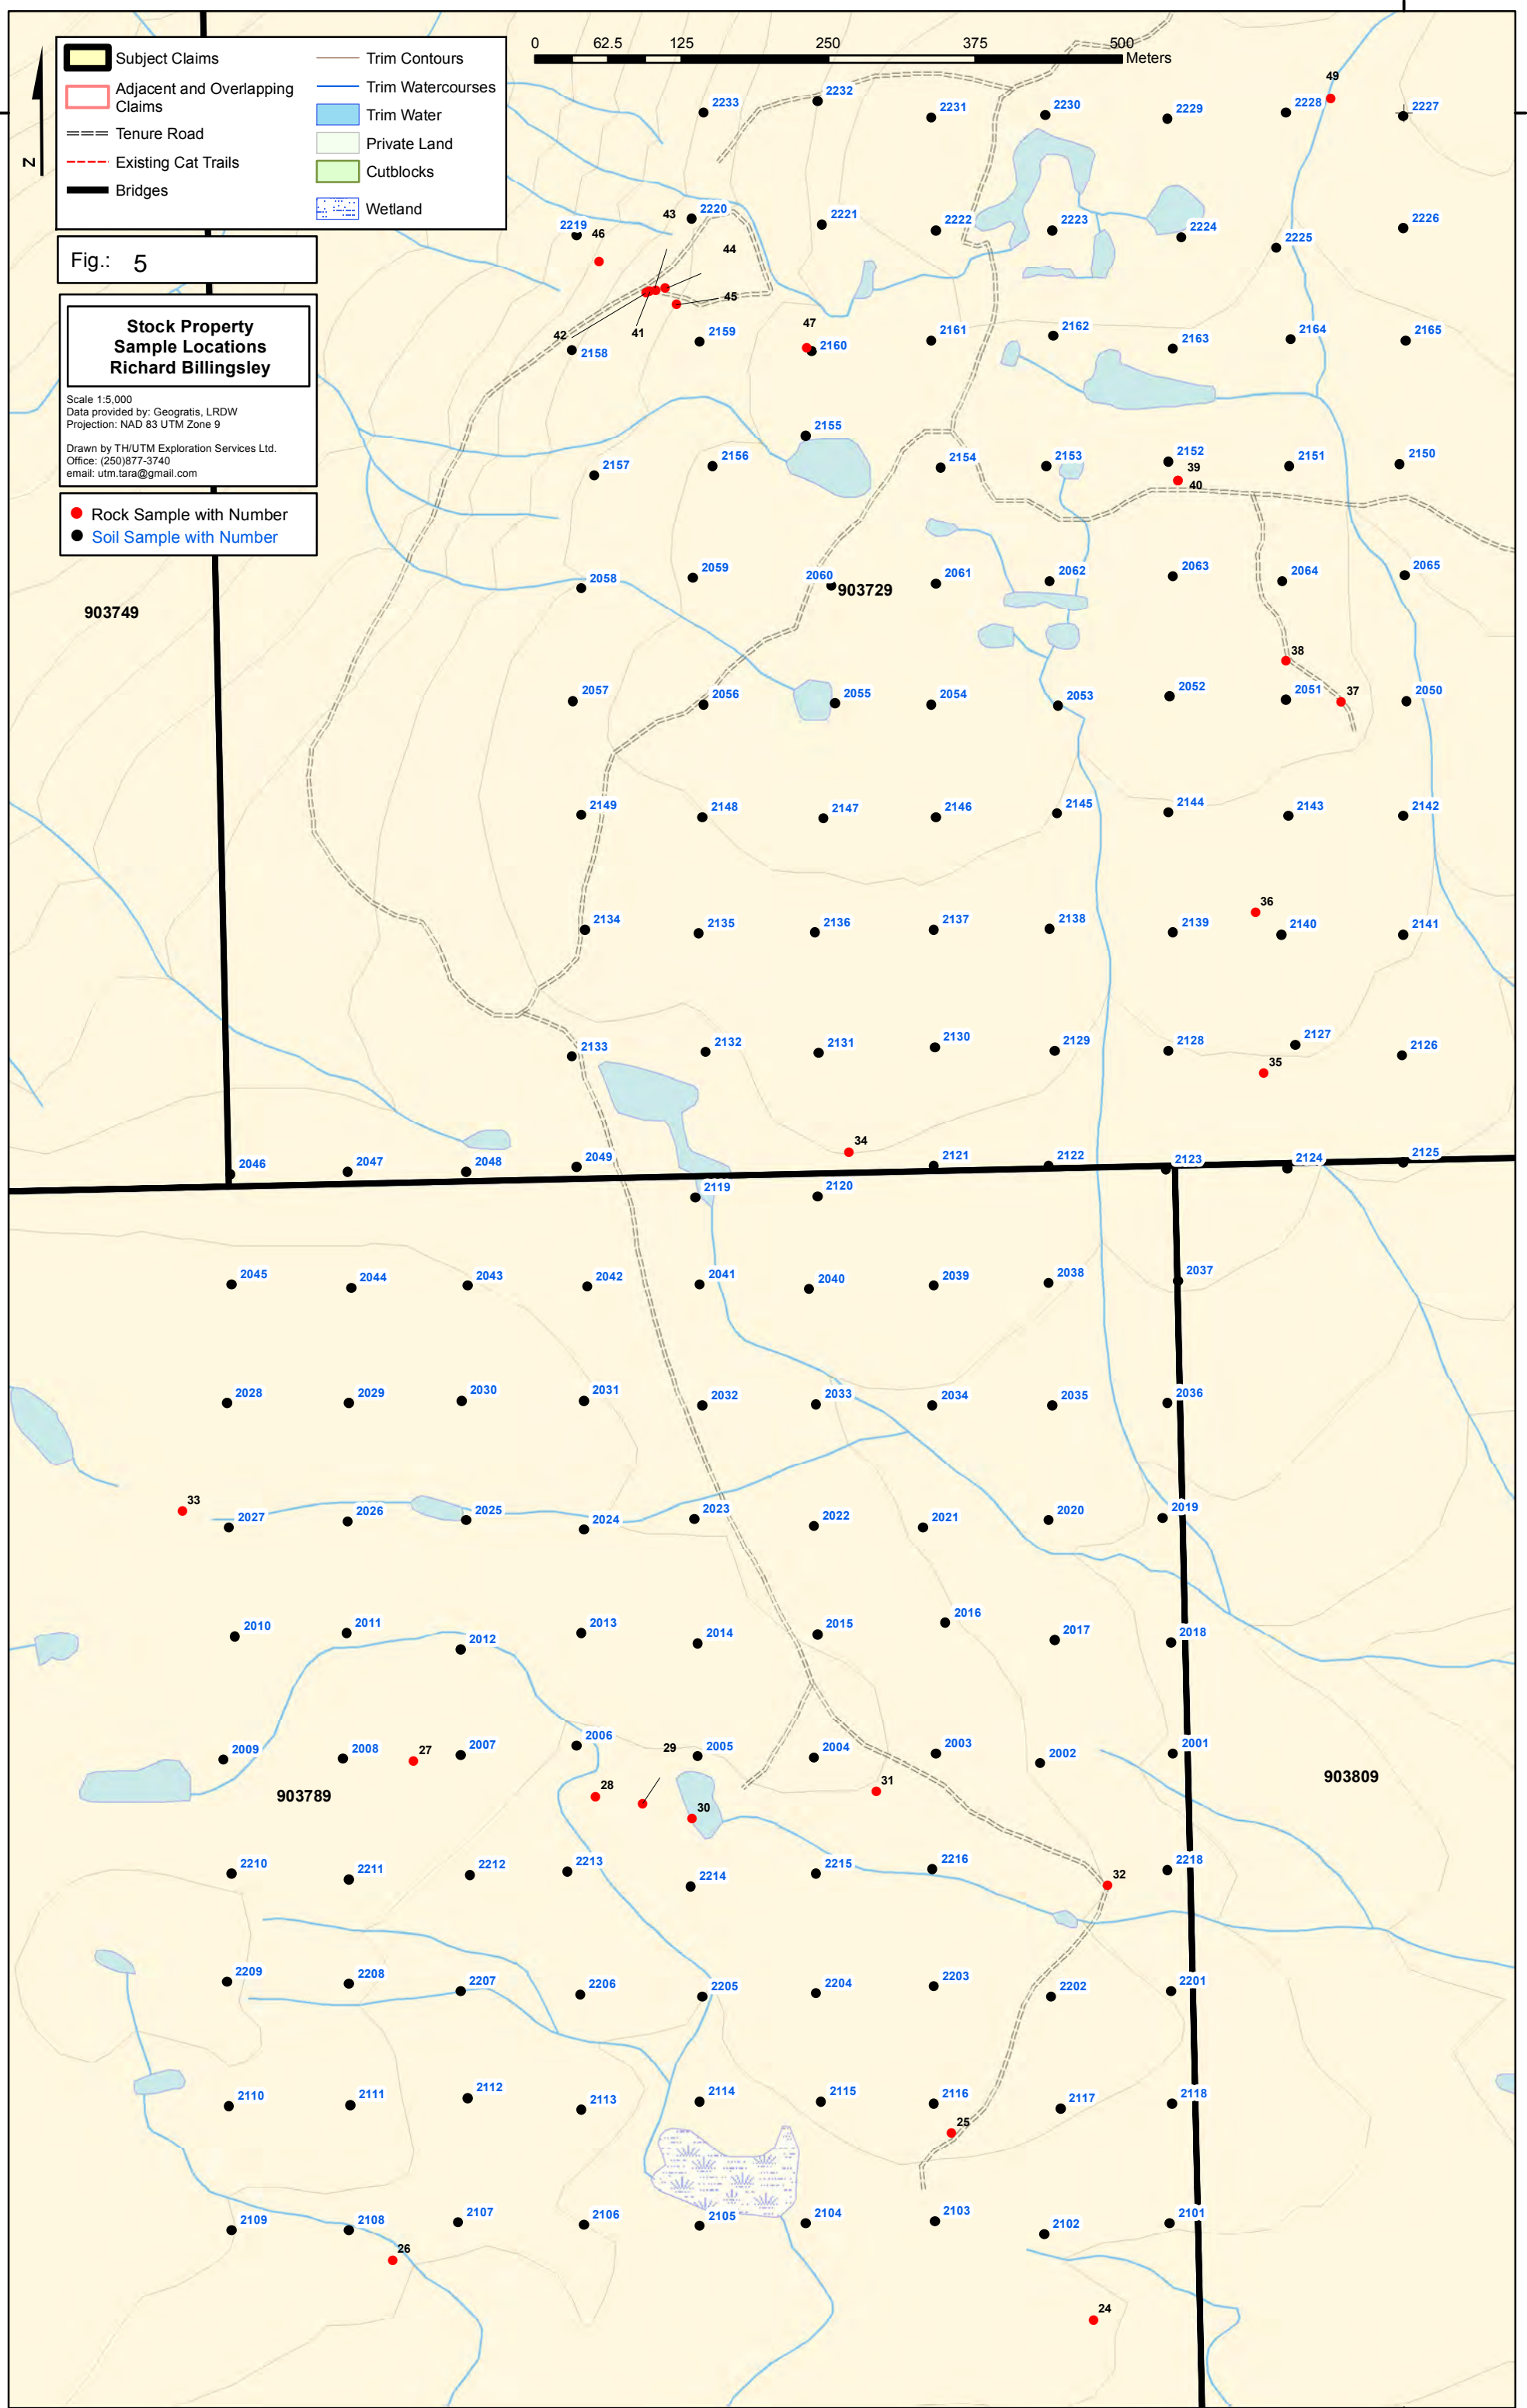 Subject Claims
Adjacent and Overlapping
Claims
Tenure Road
Existing Cat Trails
Bridges
Trim Contours
Trim Watercourses
Trim Water
Private Land
Cutblocks
Wetland
N
0 62.5 125 250 375 500
Meters
Fig.: 5
Stock Property
Sample Locations
Richard Billingsley
Scale 1:5,000
Data provided by: Geogratis, LRDW
Projection: NAD 83 UTM Zone 9
Drawn by TH/UTM Exploration Services Ltd.
Office: (250)877-3740
email: utm.tara@gmail.com
Rock Sample with Number
Soil Sample with Number
49
2233 2232 2231 2230 2229 2228 2227
2219 46 43 2220 44 2221 2222 2223 2224 2225 2226
45
42 41 47
2158 2159 2160 2161 2162 2163 2164 2165
2155
2157 2156 2154 2153 2152 2151 2150
39
40
2058 2059 2060 2061 2062 2063 2064 2065
903729
903749
38
37
2057 2056 2055 2054 2053 2052 2051 2050
2149 2148 2147 2146 2145 2144 2143 2142
36
2134 2135 2136 2137 2138 2139 2140 2141
2133 2132 2131 2130 2129 2128 2127 2126
35
34
2046 2047 2048 2049 2121 2122 2123 2124 2125
2119 2120
2045 2044 2043 2042 2041 2040 2039 2038 2037
2028 2029 2030 2031 2032 2033 2034 2035 2036
33
2027 2026 2025 2024 2023 2022 2021 2020 2019
2010 2011 2012 2013 2014 2015 2016 2017 2018
2009 2008 27 2007 2006 29 2005 2004 2003 2002 2001
903789
903809
28 30 31
2210 2211 2212 2213 2214 2215 2216 32 2218
2209 2208 2207 2206 2205 2204 2203 2202 2201
2110 2111 2112 2113 2114 2115 2116 2117 2118
25
2109 2108 2107 2106 2105 2104 2103 2102 2101
26
24